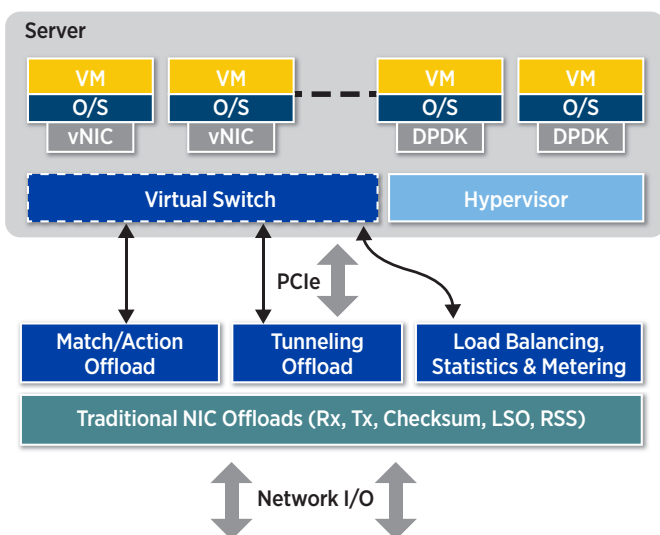 Server
VM VM VM VM
O/S O/S O/S O/S
vNIC vNIC DPDK DPDK
Virtual Switch Hypervisor
PCIe
Match/Action
Offload
Tunneling
Offload
Load Balancing,
Statistics & Metering
Traditional NIC Offloads (Rx, Tx, Checksum, LSO, RSS)
Network I/O